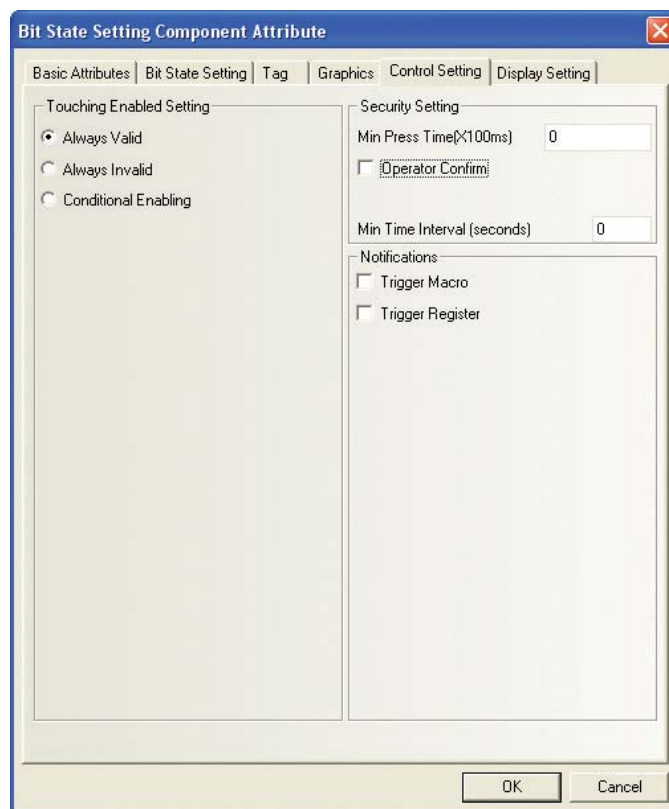 Bit State Setting Component Attribute
Basic Attributes Bit State Setting Tag Graphics Control Setting Display Setting
Touching Enabled Setting
Always Valid
Always Invalid
Conditional Enabling
Security Setting
Min Press Time(X100ms) 0
Operator Confirm
Min Time Interval (seconds) 0
Notifications
Trigger Macro
Trigger Register
OK Cancel